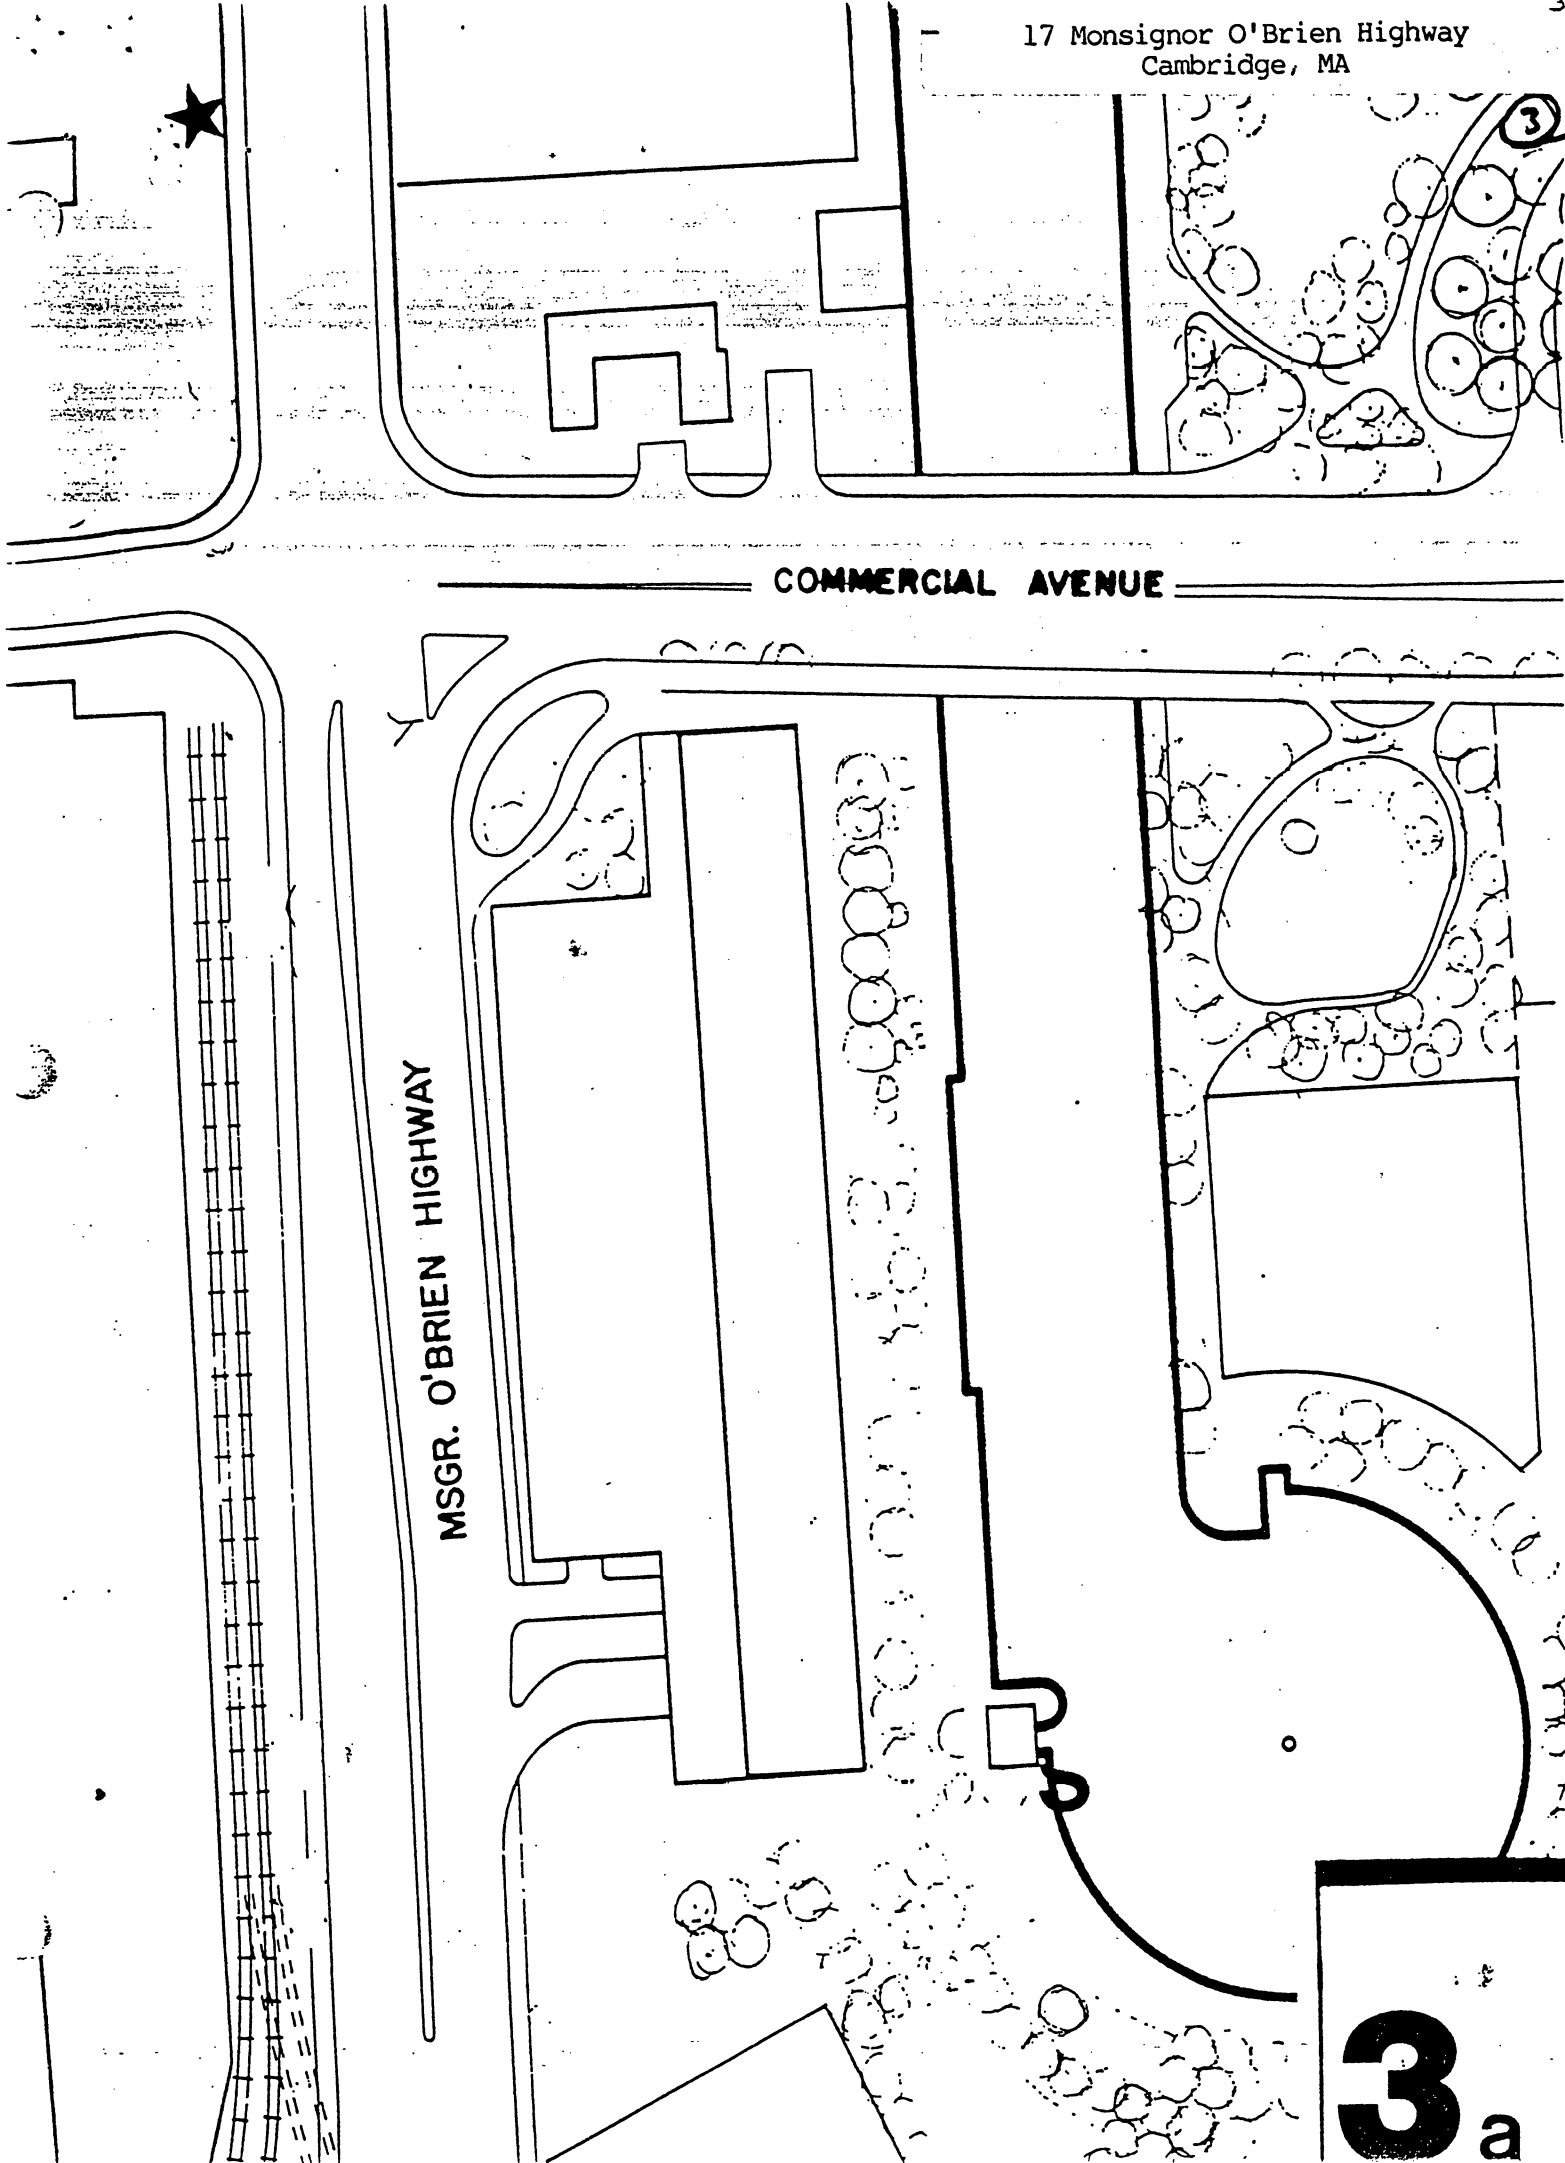 17 Monsignor O'Brien Highway
Cambridge, MA
3
COMMERCIAL AVENUE
MSGR. O'BRIEN HIGHWAY
3a